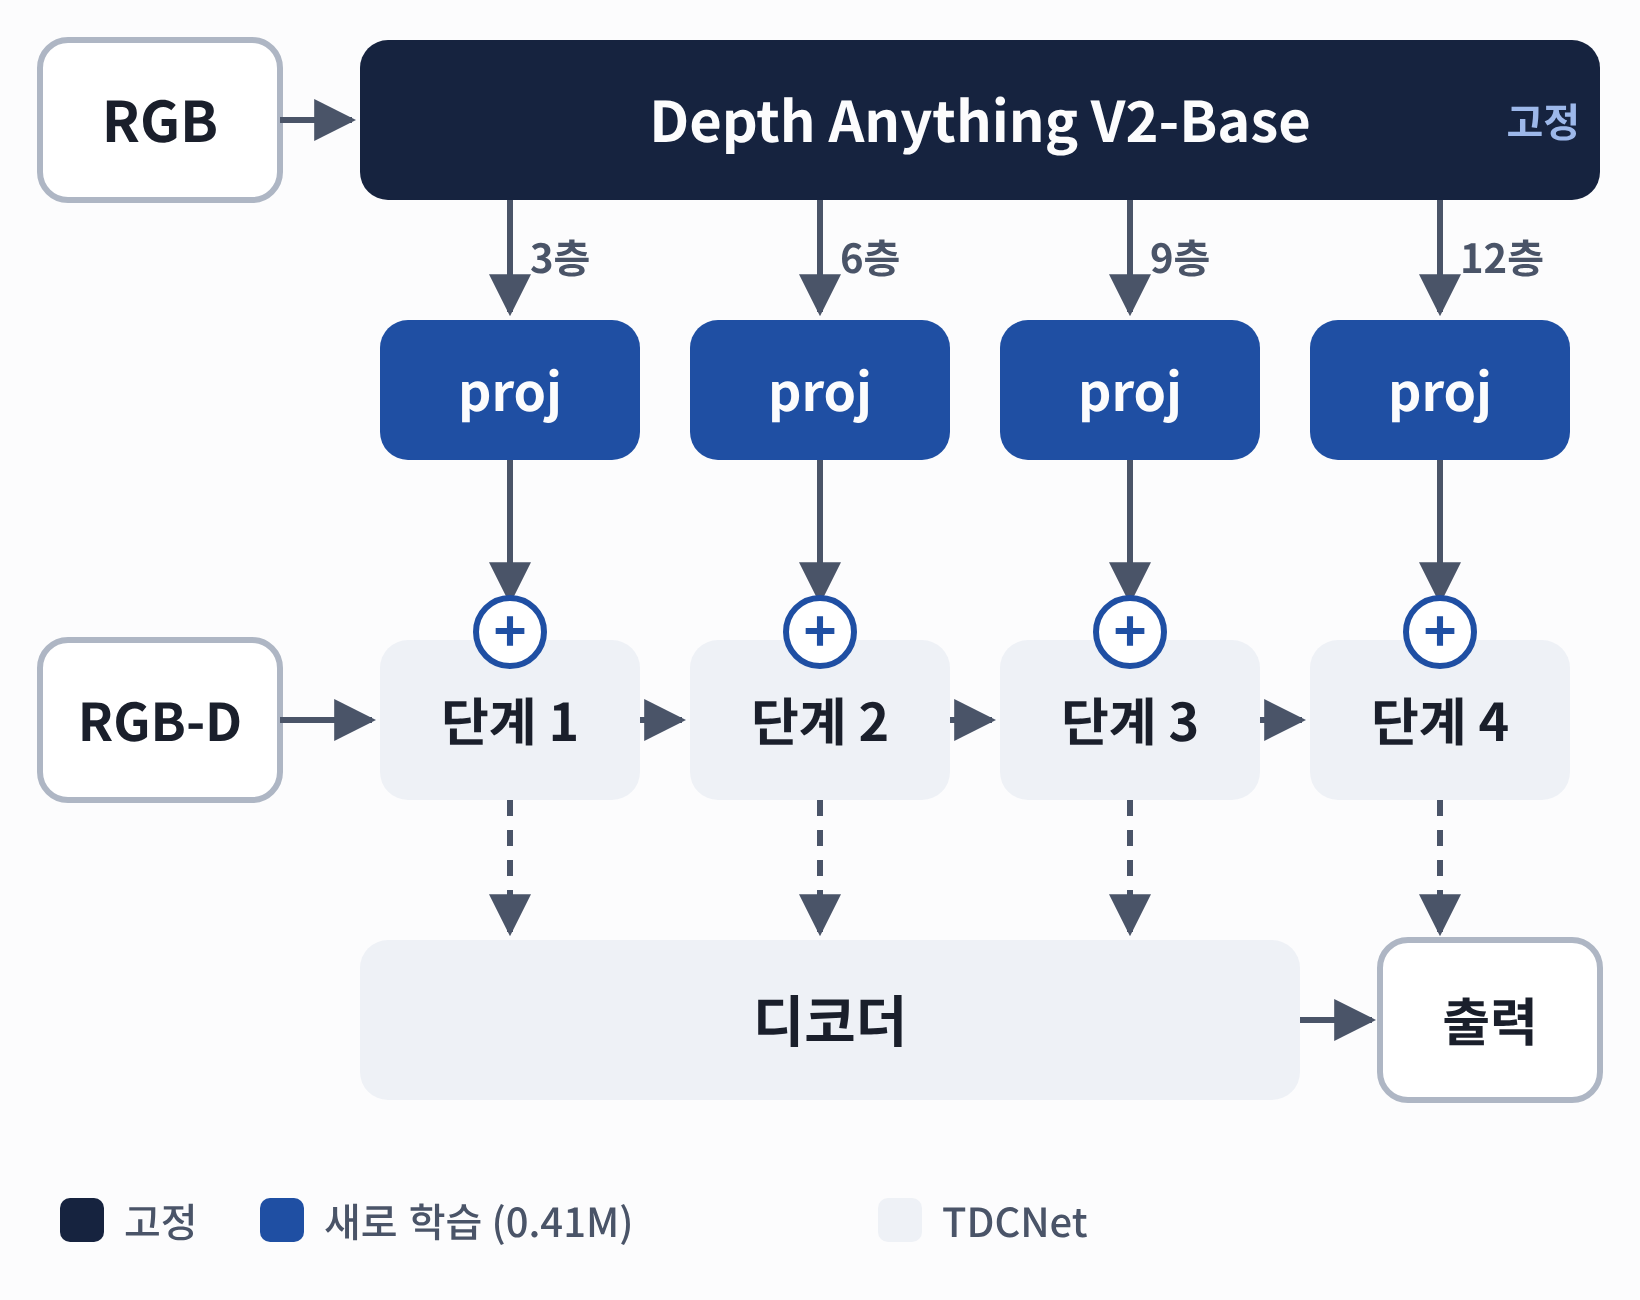 RGB
Depth Anything V2-Base
고정
3층
6층
9층
12층
proj
proj
proj
proj
+
+
+
+
RGB-D
단계 1
단계 2
단계 3
단계 4
디코더
출력
고정
새로 학습 (0.41M)
TDCNet